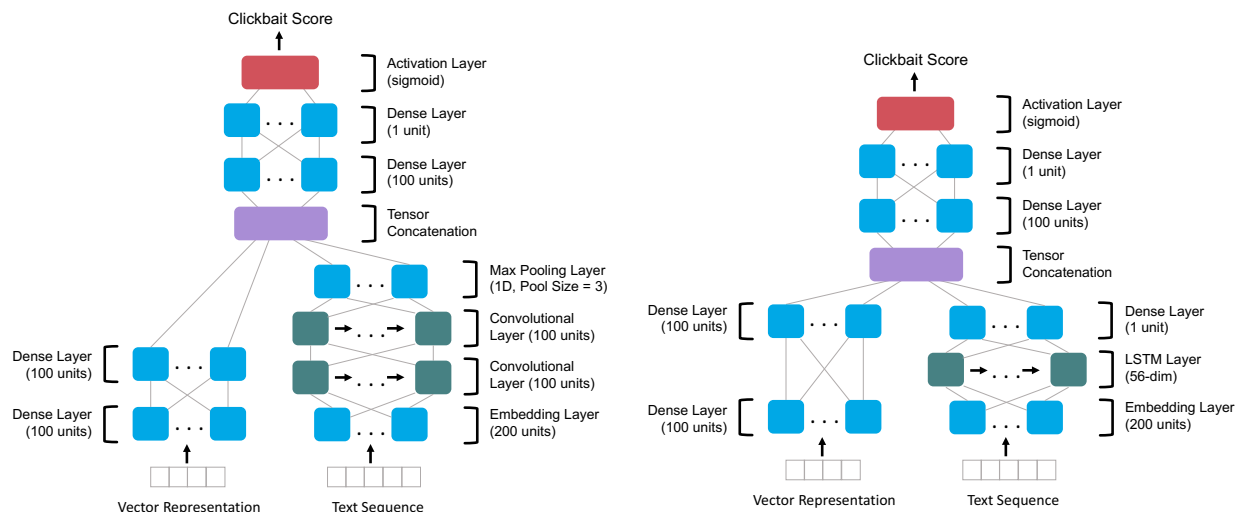 Clickbait Score
Activation Layer
(sigmoid)
Dense Layer
(1 unit)
Dense Layer
(100 units)
Tensor
Concatenation
Max Pooling Layer
(1D, Pool Size = 3)
Convolutional
Layer (100 units)
Convolutional
Layer (100 units)
Embedding Layer
(200 units)
Dense Layer
(100 units)
Dense Layer
(100 units)
Vector Representation
Text Sequence
Clickbait Score
Activation Layer
(sigmoid)
Dense Layer
(1 unit)
Dense Layer
(100 units)
Tensor
Concatenation
Dense Layer
(100 units)
Dense Layer
(100 units)
Dense Layer
(1 unit)
LSTM Layer
(56-dim)
Embedding Layer
(200 units)
Vector Representation
Text Sequence